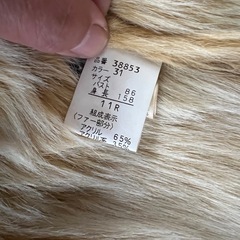 品番 38853
カラー 31
サイズ
バスト 86
身長 158
11R
組成表示
(ファー部分)
アクリル 65%